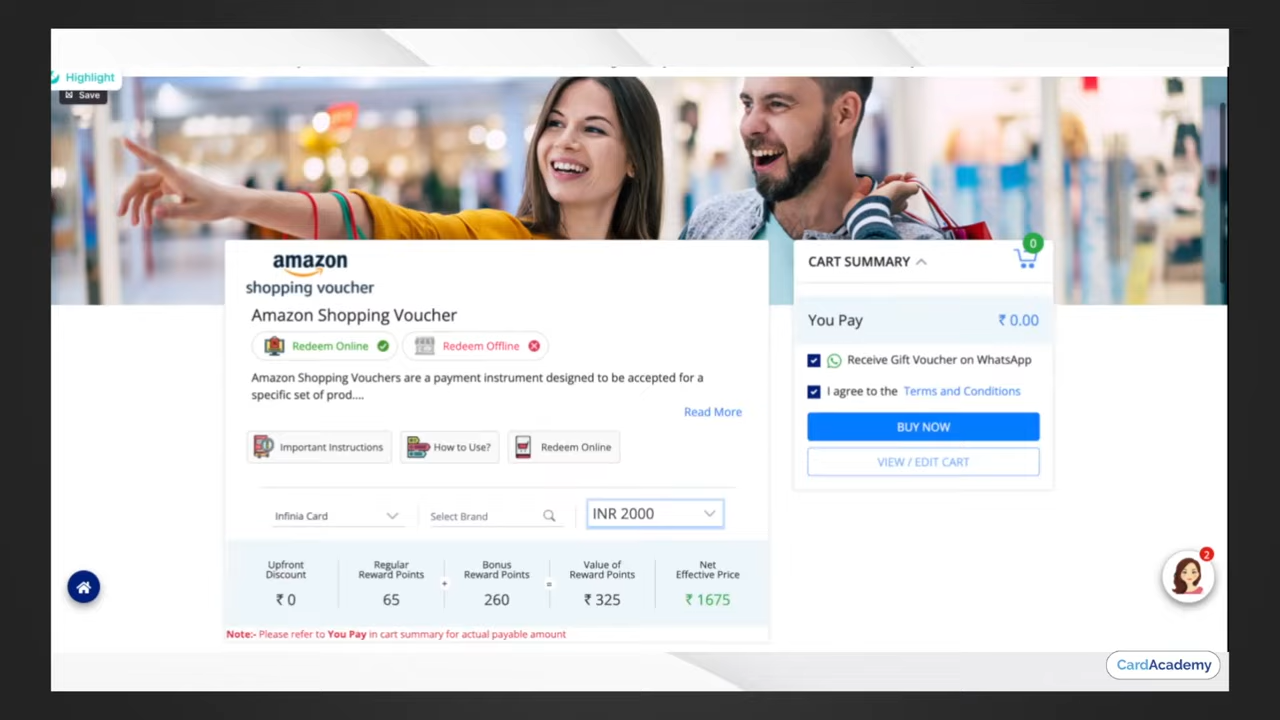 Highlight
Save
amazon
shopping voucher
Amazon Shopping Voucher
Redeem Online
Redeem Offline
Amazon Shopping Vouchers are a payment instrument designed to be accepted for a
specific set of prod....
Read More
Important Instructions
How to Use?
Redeem Online
Infinia Card
Select Brand
INR 2000
Upfront
Discount
₹ 0
Regular
Reward Points
65
+
Bonus
Reward Points
260
=
Value of
Reward Points
₹ 325
Net
Effective Price
₹ 1675
Note:- Please refer to You Pay in cart summary for actual payable amount
CART SUMMARY
0
You Pay
₹ 0.00
Receive Gift Voucher on WhatsApp
I agree to the Terms and Conditions
BUY NOW
VIEW / EDIT CART
2
CardAcademy